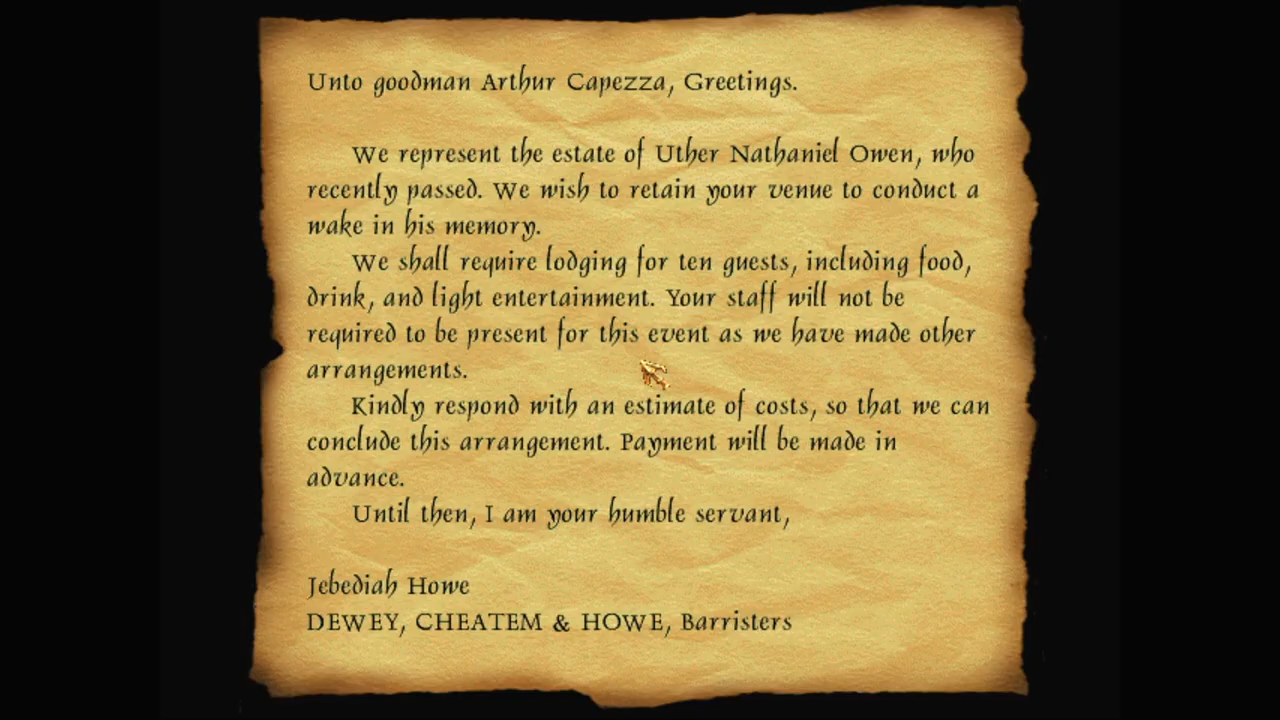 Unto goodman Arthur Capezza, Greetings.
We represent the estate of Uther Nathaniel Owen, who
recently passed. We wish to retain your venue to conduct a
wake in his memory.
We shall require lodging for ten guests, including food,
drink, and light entertainment. Your staff will not be
required to be present for this event as we have made other
arrangements.
Kindly respond with an estimate of costs, so that we can
conclude this arrangement. Payment will be made in
advance.
Until then, I am your humble servant,
Jebediah Howe
DEWEY, CHEATEM & HOWE, Barristers